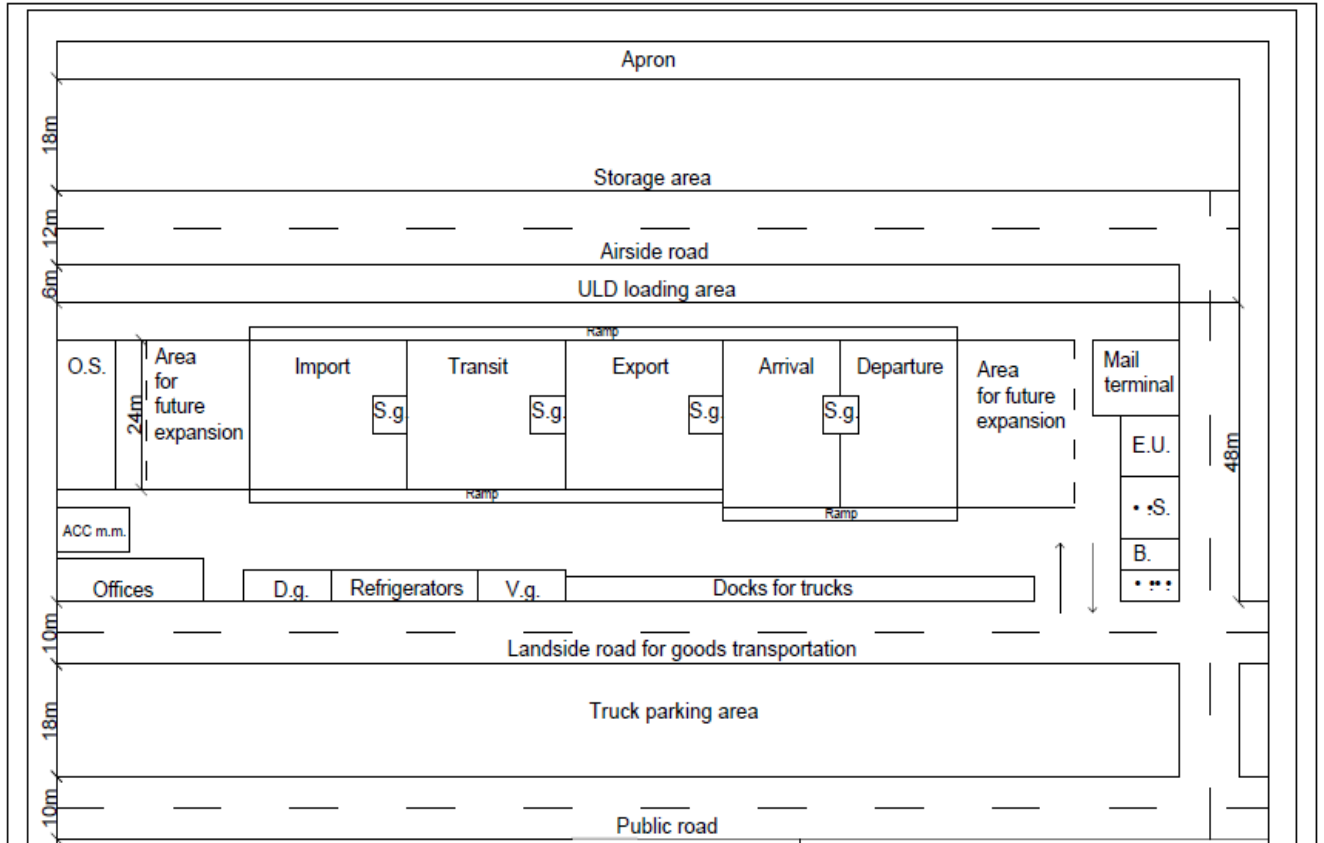 Apron
18m
Storage area
12m
Airside road
6m
ULD loading area
Ramp
O.S.
24m
Area
for
future
expansion
Import
S.g.
Transit
S.g.
Export
S.g.
Arrival
S.g.
Departure
Area
for future
expansion
Mail
terminal
E.U.
48m
Ramp
Ramp
ACC m.m.
B.
Offices
D.g.
Refrigerators
V.g.
Docks for trucks
10m
Landside road for goods transportation
18m
Truck parking area
10m
Public road